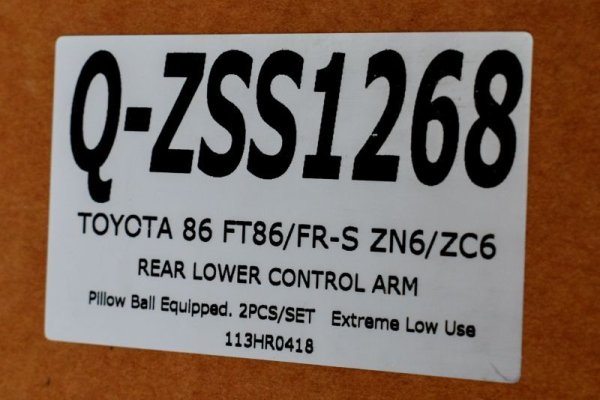 Q-ZSS1268
TOYOTA 86 FT86/FR-S ZN6/ZC6
REAR LOWER CONTROL ARM
Pillow Ball Equipped. 2PCS/SET Extreme Low Use
113HR0418